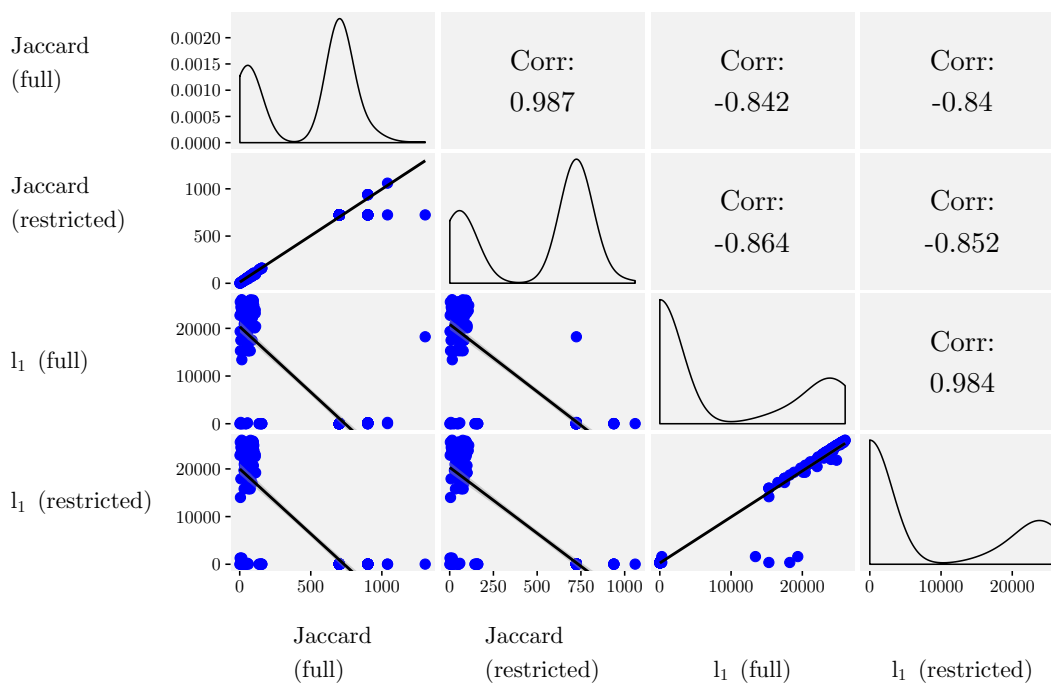 Jaccard
(full)
0.0020
0.0015
0.0010
0.0005
0.0000
Corr:
0.987
Corr:
-0.842
Corr:
-0.84
Jaccard
(restricted)
1000
500
0
Corr:
-0.864
Corr:
-0.852
l₁ (full)
20000
10000
0
Corr:
0.984
l₁ (restricted)
20000
10000
0
0 500 1000
0 250 500 750 1000
0 10000 20000
0 10000 20000
Jaccard
(full)
Jaccard
(restricted)
l₁ (full)
l₁ (restricted)